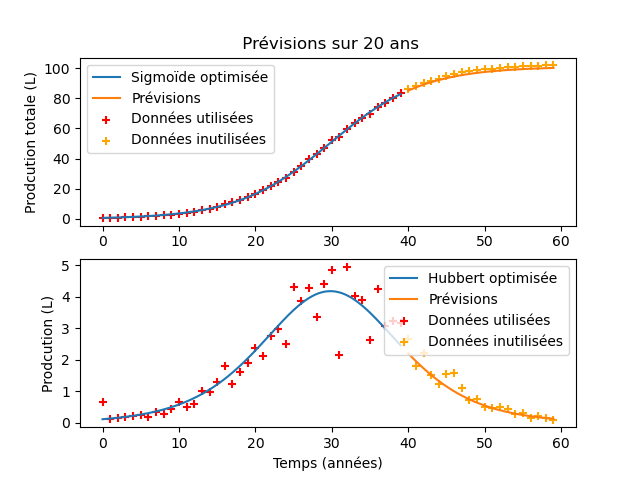 Prévisions sur 20 ans
Prodcution totale (L)
100
80
60
40
20
0
Sigmoïde optimisée
Prévisions
Données utilisées
Données inutilisées
0 10 20 30 40 50 60
Prodcution (L)
5
4
3
2
1
0
Hubbert optimisée
Prévisions
Données utilisées
Données inutilisées
0 10 20 30 40 50 60
Temps (années)